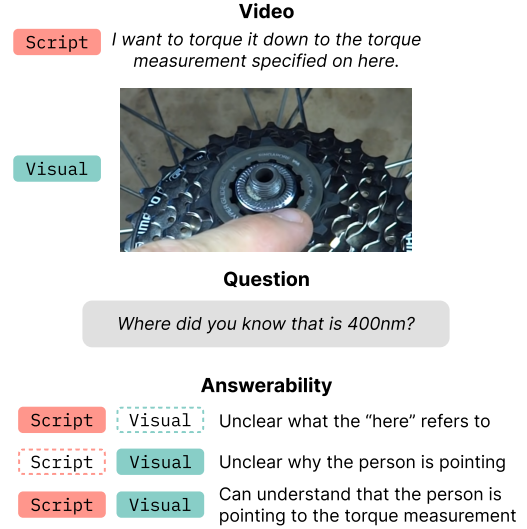 Video
Script
I want to torque it down to the torque
measurement specified on here.
Visual
Question
Where did you know that is 400nm?
Answerability
Script Visual Unclear what the “here” refers to
Script Visual Unclear why the person is pointing
Script Visual Can understand that the person is
pointing to the torque measurement